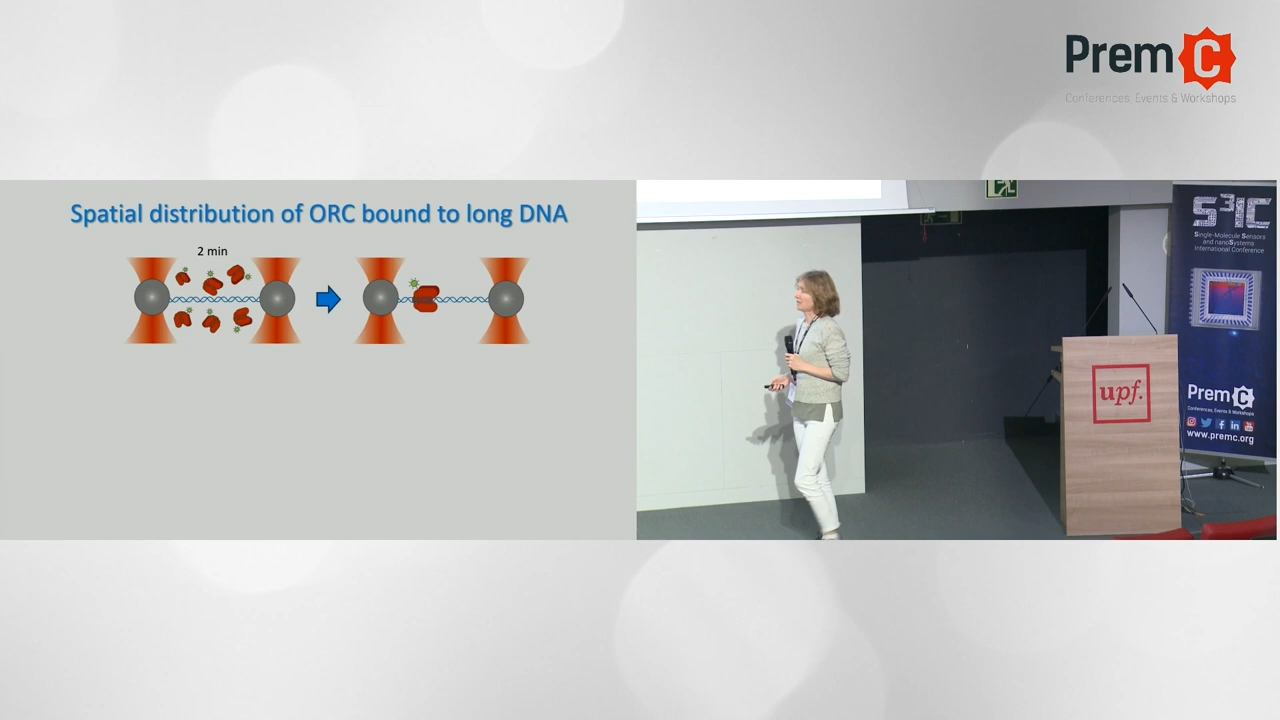 Prem C
Conferences, Events & Workshops
Spatial distribution of ORC bound to long DNA
2 min
S3IC
Single-Molecule Sensors
and nanoSystems
International Conference
upf.
Prem C
Conferences, Events & Workshops
www.premc.org